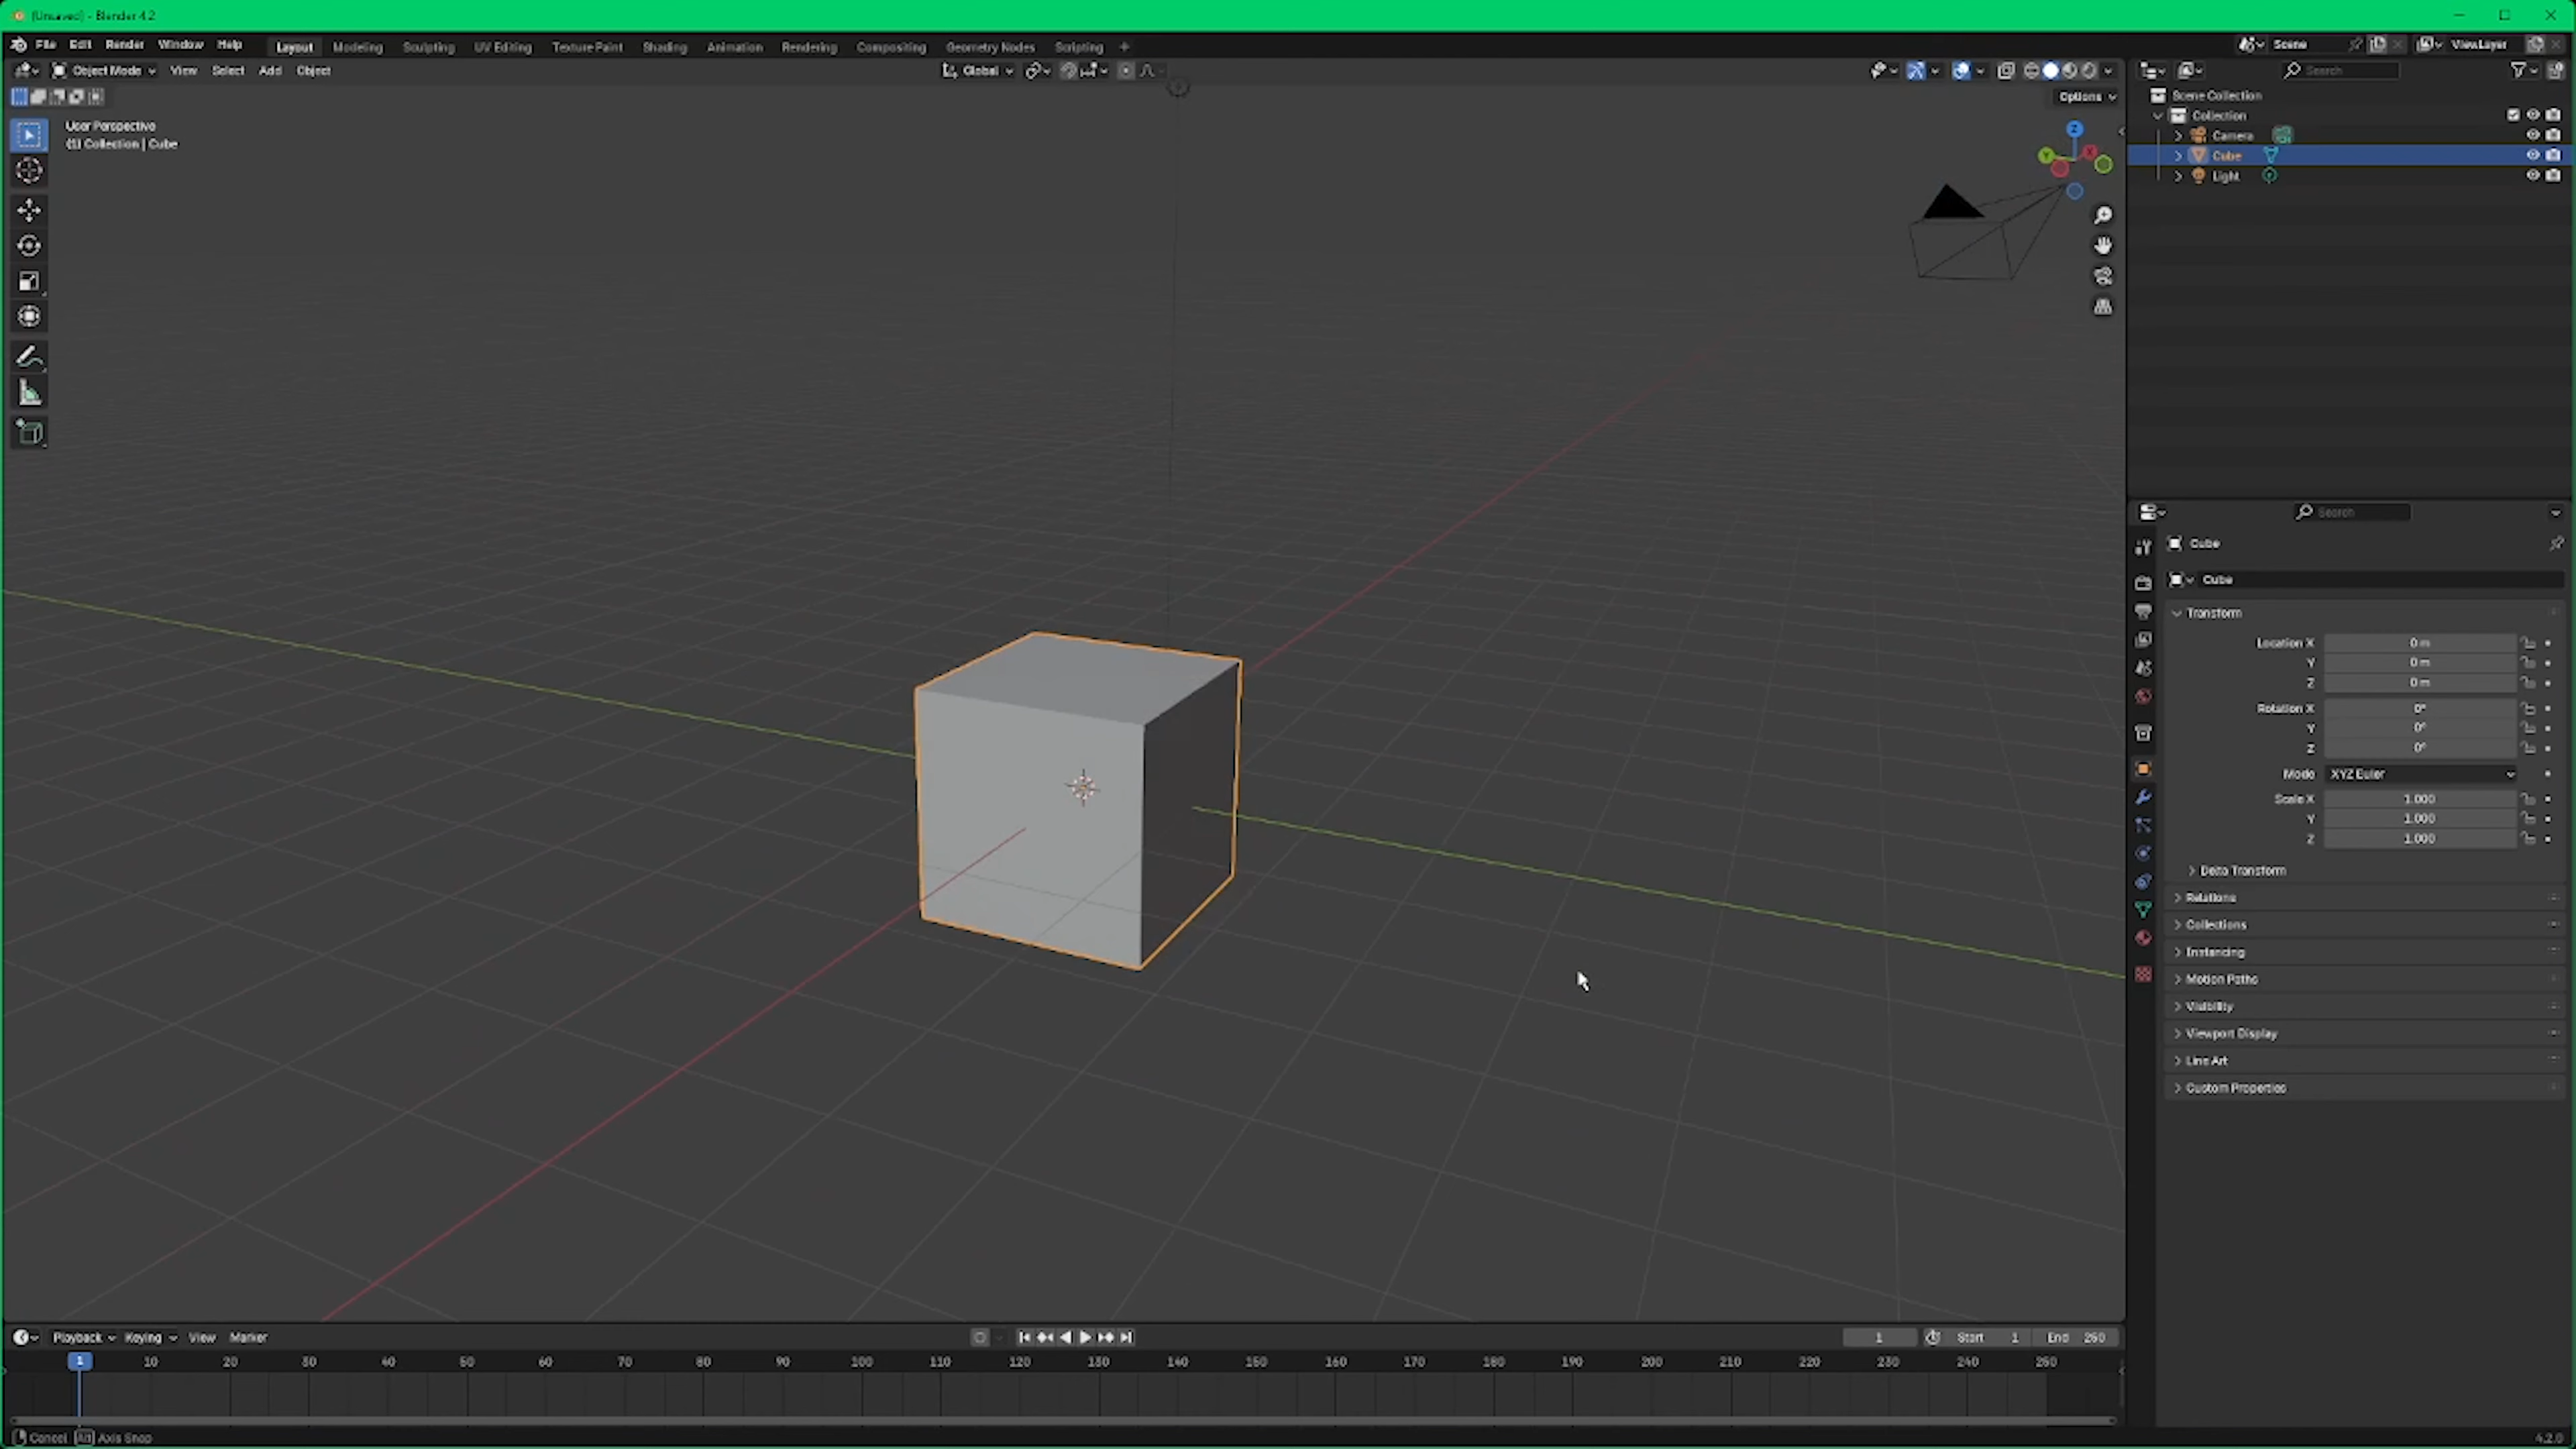 (Unsaved) - Blender 4.2
File Edit Render Window Help Layout Modeling Sculpting UV Editing Texture Paint Shading Animation Rendering Compositing Geometry Nodes Scripting + Scene ViewLayer
Object Mode View Select Add Object Global Search
Options
User Perspective
(1) Collection | Cube
Z
Y
X
Scene Collection
Collection
Camera
Cube
Light
Search
Cube
Cube
Transform
Location X 0 m
Y 0 m
Z 0 m
Rotation X 0°
Y 0°
Z 0°
Mode XYZ Euler
Scale X 1.000
Y 1.000
Z 1.000
Delta Transform
Relations
Collections
Instancing
Motion Paths
Visibility
Viewport Display
Line Art
Custom Properties
Playback Keying View Marker 1 Start 1 End 250
1 10 20 30 40 50 60 70 80 90 100 110 120 130 140 150 160 170 180 190 200 210 220 230 240 250
Cancel Alt Axis Snap
4.2.0